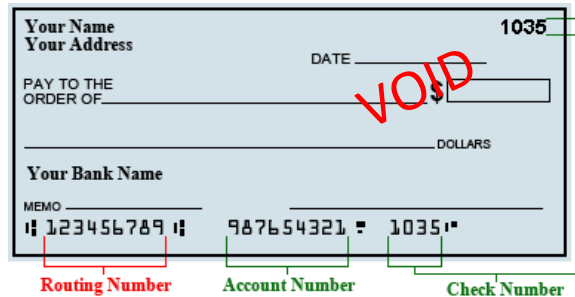 Your Name
1035
Your Address
DATE
VOID
PAY TO THE
ORDER OF
$
DOLLARS
Your Bank Name
MEMO
⑆123456789⑆ 987654321⑈ 1035⑈
Routing Number
Account Number
Check Number